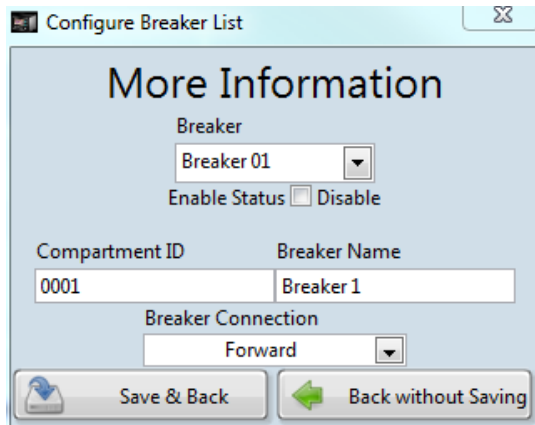 Configure Breaker List
More Information
Breaker
Breaker 01
Enable Status Disable
Compartment ID Breaker Name
0001 Breaker 1
Breaker Connection
Forward
Save & Back Back without Saving